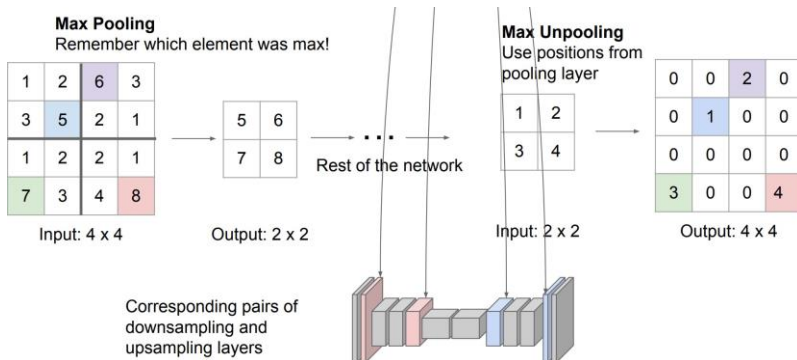 Max Pooling
Remember which element was max!
1 2 6 3
3 5 2 1
1 2 2 1
7 3 4 8
Input: 4 x 4
5 6
7 8
Output: 2 x 2
...
Rest of the network
Max Unpooling
Use positions from
pooling layer
1 2
3 4
Input: 2 x 2
0 0 2 0
0 1 0 0
0 0 0 0
3 0 0 4
Output: 4 x 4
Corresponding pairs of
downsampling and
upsampling layers